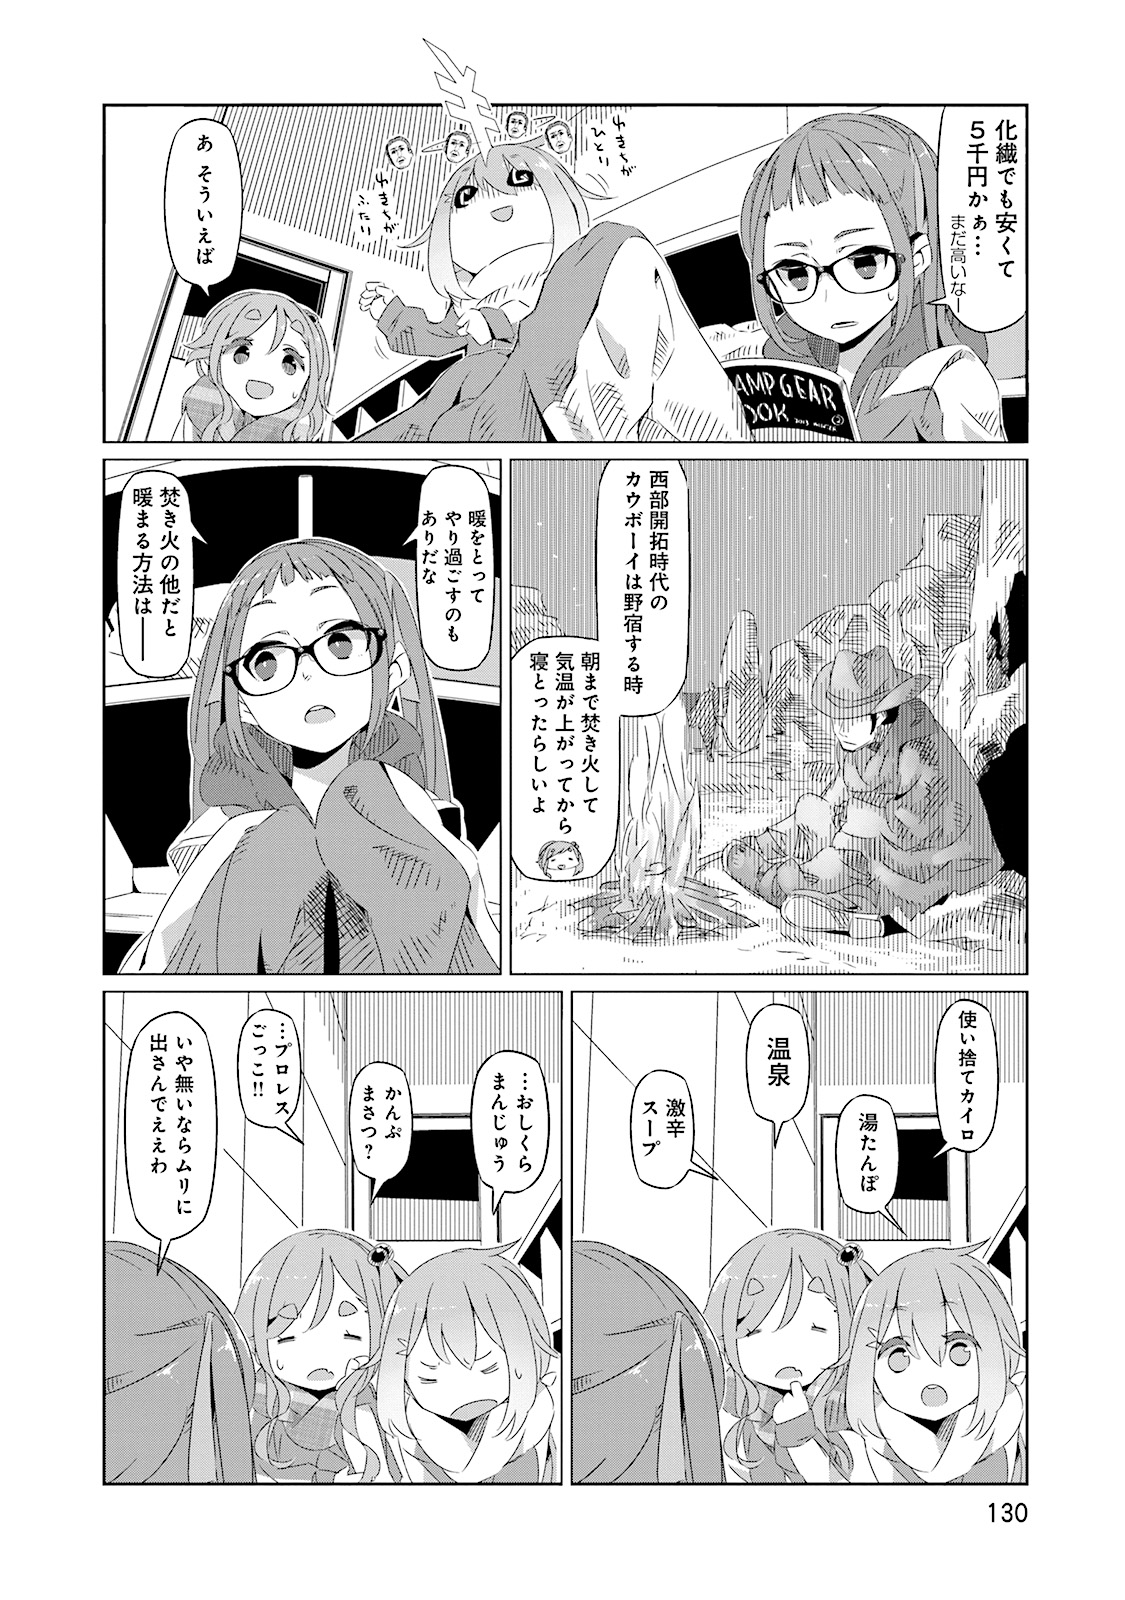 化繊でも安くて
5千円かぁ…
まだ高いなー
ゆきちが
ひとり
ゆきちが
ふたり
あ そういえば
AMP GEAR
OOK
西部開拓時代の
カウボーイは野宿する時
朝まで焚き火して
気温が上がってから
寝とったらしいよ
暖をとって
やり過ごすのも
ありだな
焚き火の他だと
暖まる方法は――
使い捨てカイロ
湯たんぽ
温泉
激辛
スープ
…おしくら
まんじゅう
かんぷ
まさつ?
…プロレス
ごっこ!!
いや無いならムリに
出さんでええわ
130